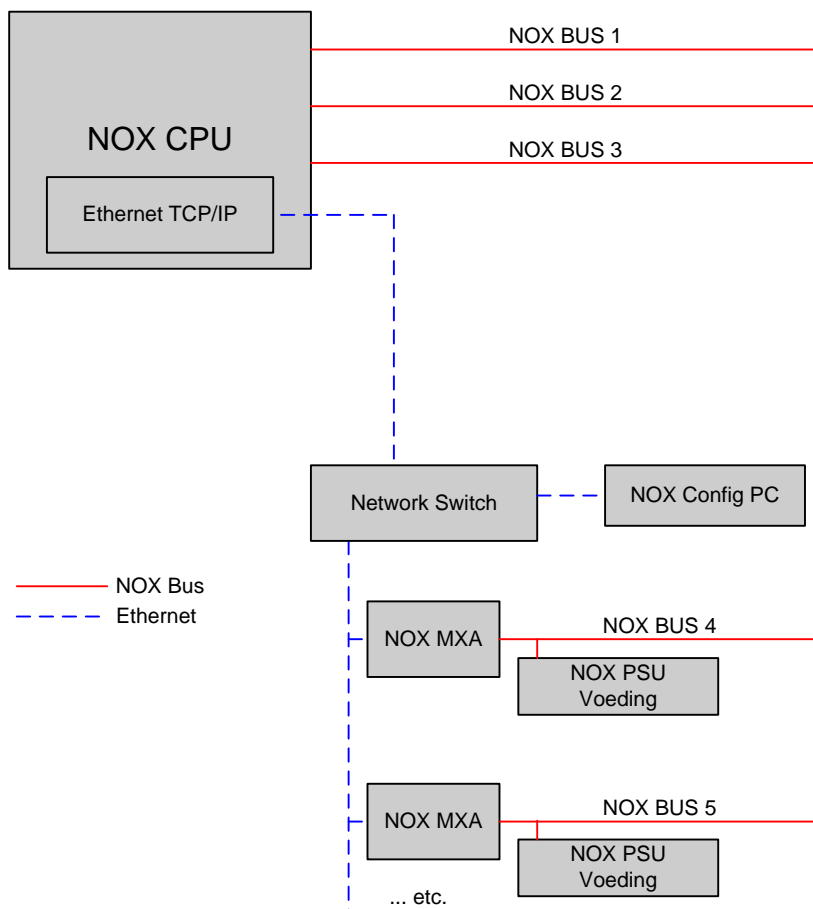 NOX BUS 1
NOX BUS 2
NOX CPU
NOX BUS 3
Ethernet TCP/IP
Network Switch
NOX Config PC
NOX Bus
Ethernet
NOX MXA
NOX BUS 4
NOX PSU
Voeding
NOX MXA
NOX BUS 5
NOX PSU
Voeding
... etc.